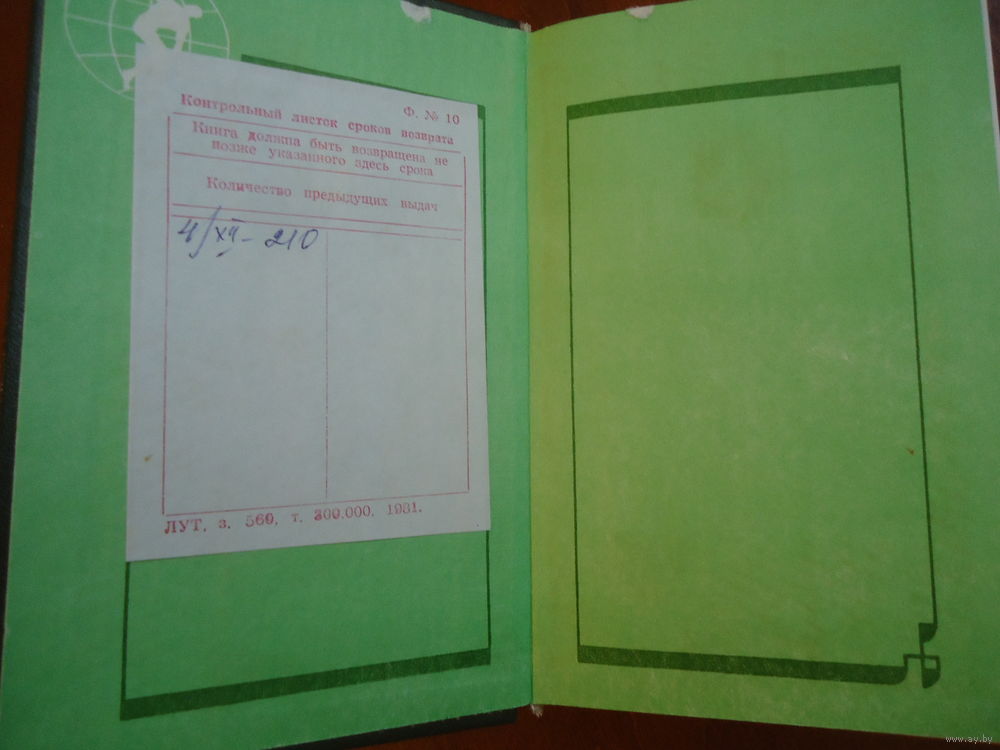 Ф. № 10
Контрольный листок сроков возврата
Книга должна быть возвращена не
позже указанного здесь срока
Количество предыдущих выдач
4/XII - 210
ЛУТ. з. 560, т. 300.000. 1981.
www.ay.by